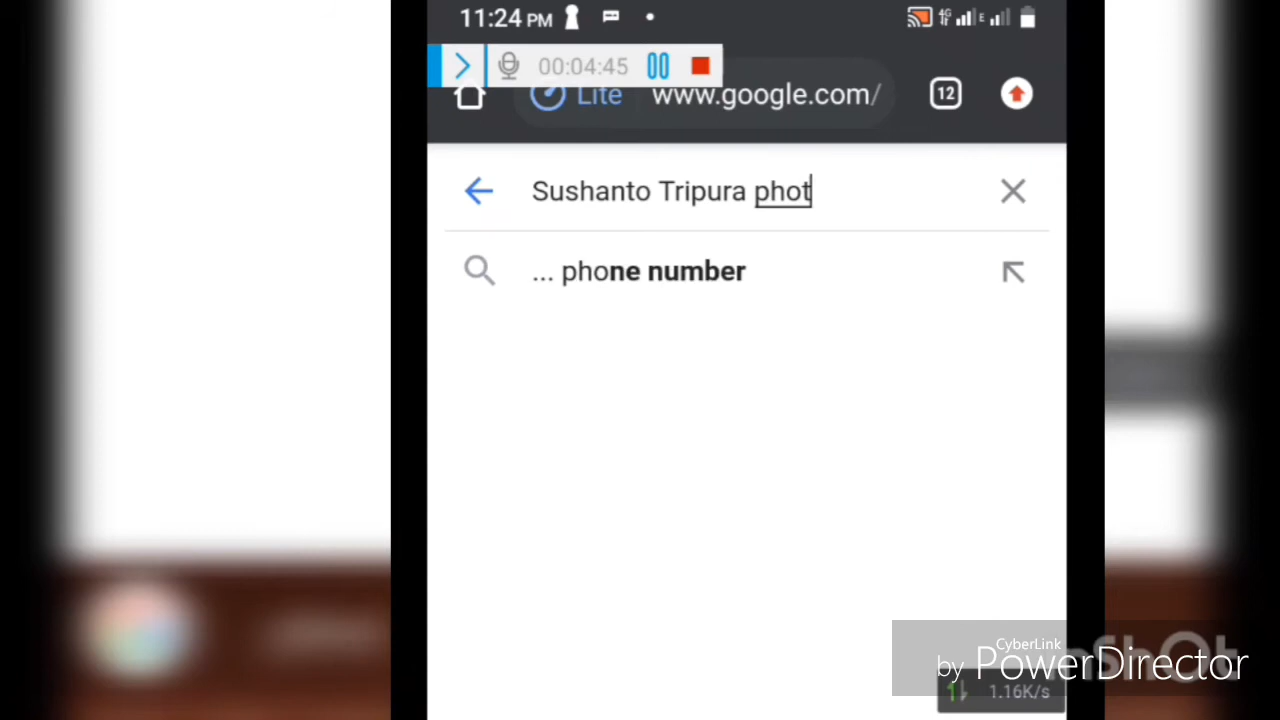 11:24 PM
4G E
00:04:45
Lite www.google.com/ 12
Sushanto Tripura phot
... phone number
CyberLink
by PowerDirector
1.16K/s